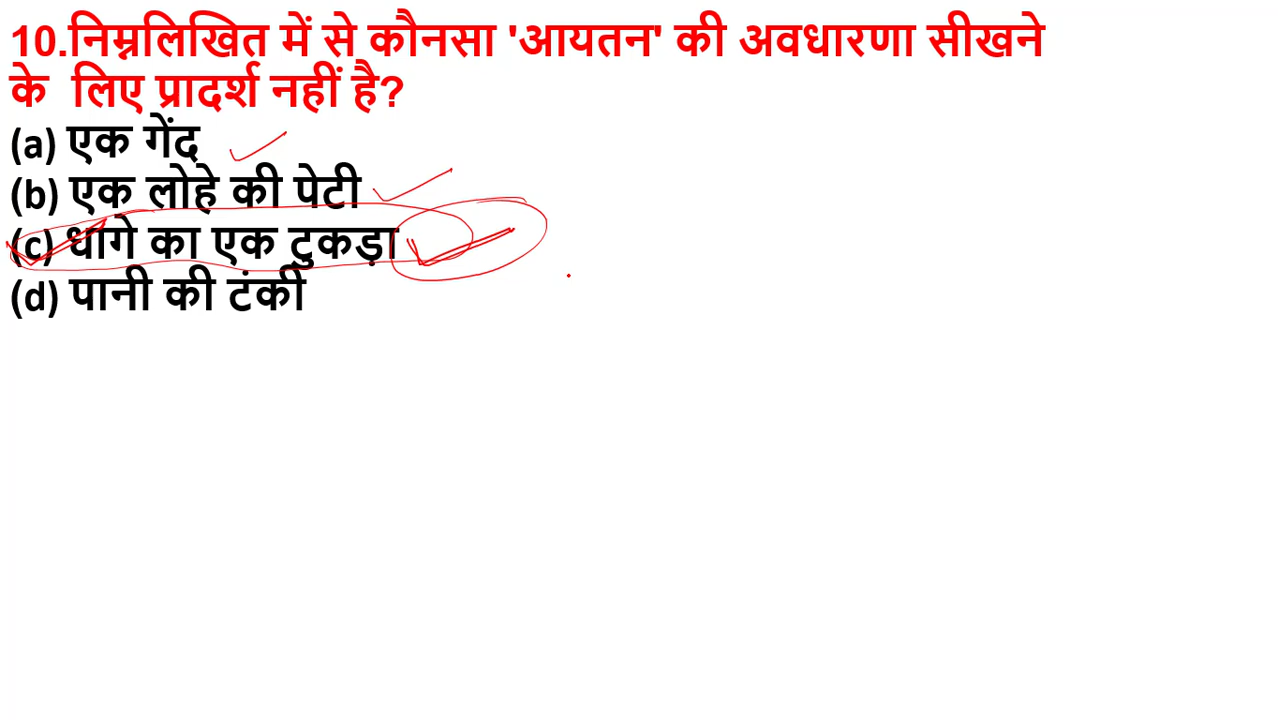 10.निम्नलिखित में से कौनसा 'आयतन' की अवधारणा सीखने
के लिए प्रादर्श नहीं है?
(a) एक गेंद
(b) एक लोहे की पेटी
(c) धागे का एक टुकड़ा
(d) पानी की टंकी